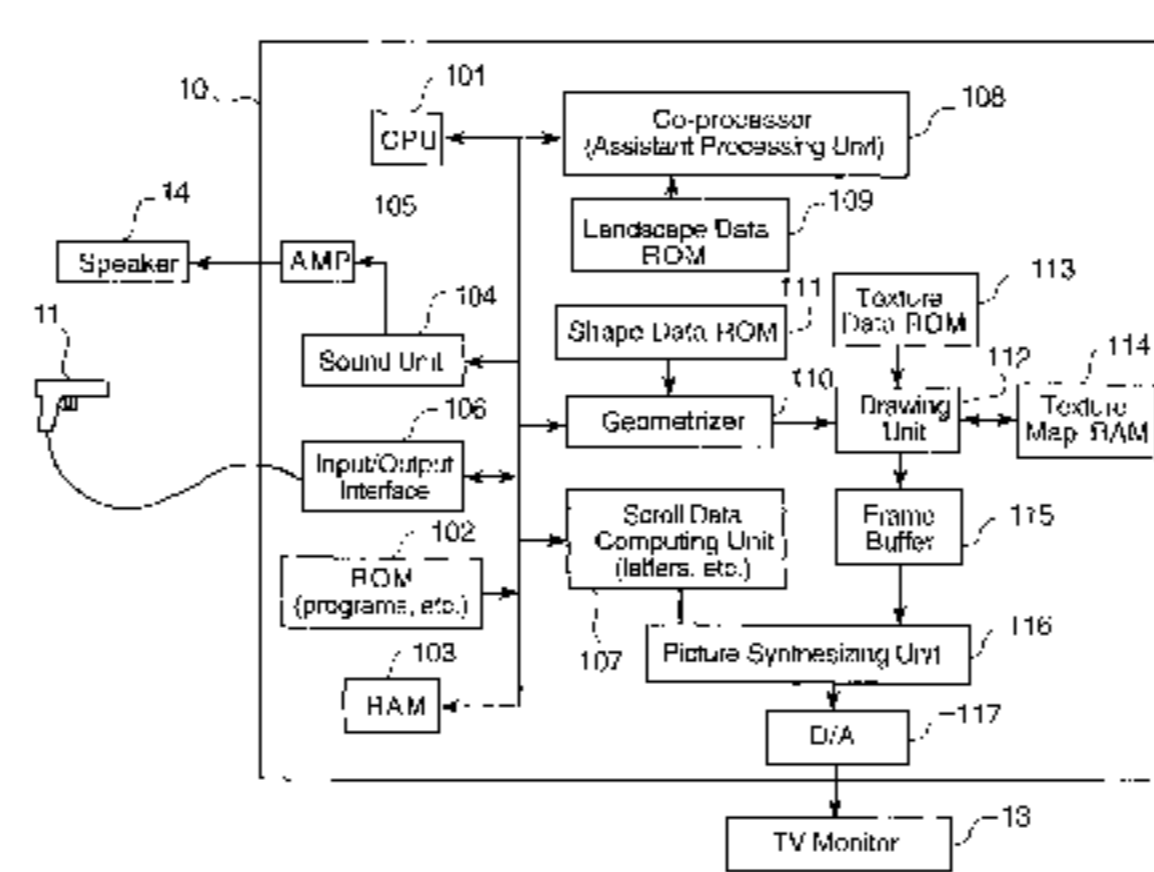 10
101
CPU
108
Co-processor
(Assistant Processing Unit)
14
Speaker
105
AMP
109
Landscape Data
ROM
104
Sound Unit
111
Shape Data ROM
113
Texture
Data ROM
11
106
Input/Output
Interface
110
Geometrizer
112
Drawing
Unit
114
Texture
Map RAM
102
ROM
(programs, etc.)
Scroll Data
Computing Unit
(letters, etc.)
107
Frame
Buffer
115
103
RAM
Picture Synthesizing Unit
116
D/A
117
TV Monitor
13